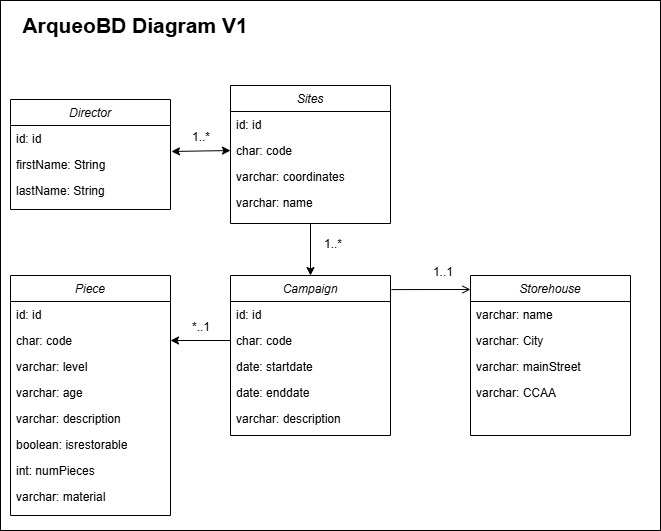 ArqueoBD Diagram V1
Director
id: id
firstName: String
lastName: String
1..*
Sites
id: id
char: code
varchar: coordinates
varchar: name
1..*
Piece
id: id
char: code
varchar: level
varchar: age
varchar: description
boolean: isrestorable
int: numPieces
varchar: material
*..1
Campaign
id: id
char: code
date: startdate
date: enddate
varchar: description
1..1
Storehouse
varchar: name
varchar: City
varchar: mainStreet
varchar: CCAA